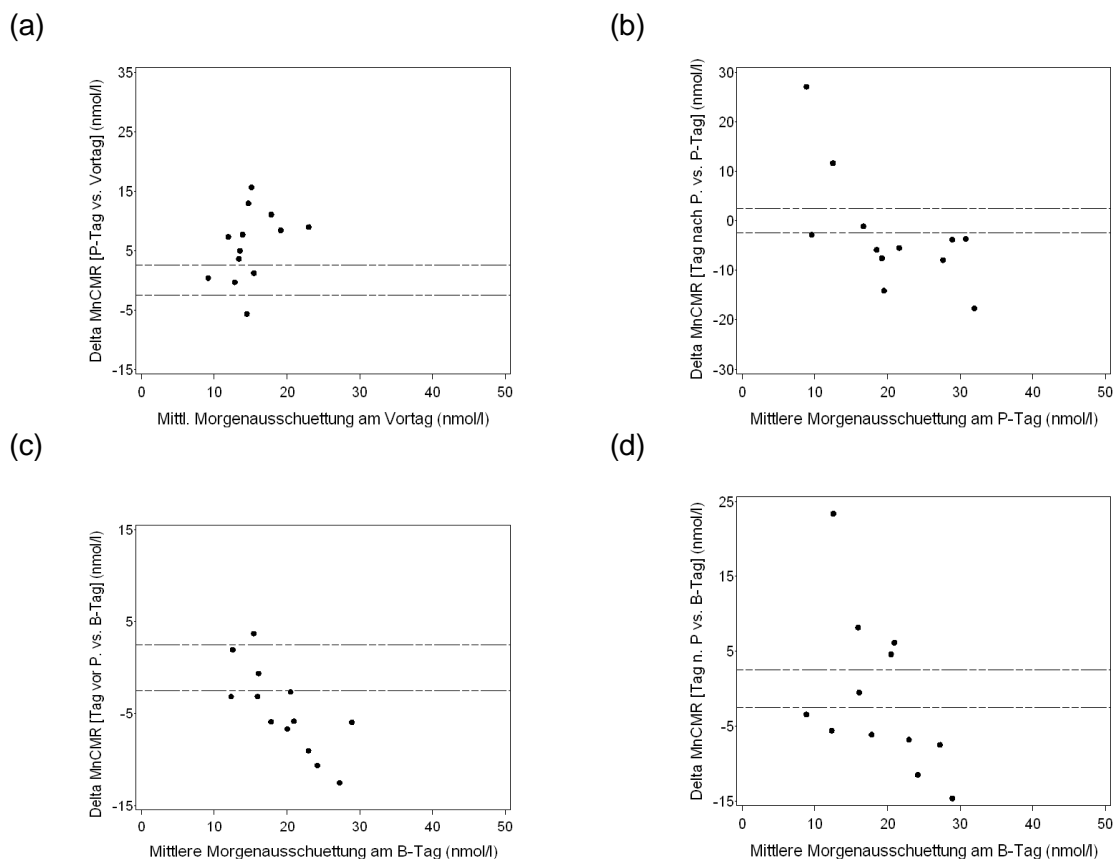 (a)
Delta MnCMR [P-Tag vs. Vortag] (nmol/l)
35
25
15
5
-5
-15
0 10 20 30 40 50
Mittl. Morgenausschuettung am Vortag (nmol/l)
(b)
Delta MnCMR [Tag nach P. vs. P-Tag] (nmol/l)
30
20
10
0
-10
-20
-30
0 10 20 30 40 50
Mittlere Morgenausschuettung am P-Tag (nmol/l)
(c)
Delta MnCMR [Tag vor P. vs. B-Tag] (nmol/l)
15
5
-5
-15
0 10 20 30 40 50
Mittlere Morgenausschuettung am B-Tag (nmol/l)
(d)
Delta MnCMR [Tag n. P vs. B-Tag] (nmol/l)
25
15
5
-5
-15
0 10 20 30 40 50
Mittlere Morgenausschuettung am B-Tag (nmol/l)